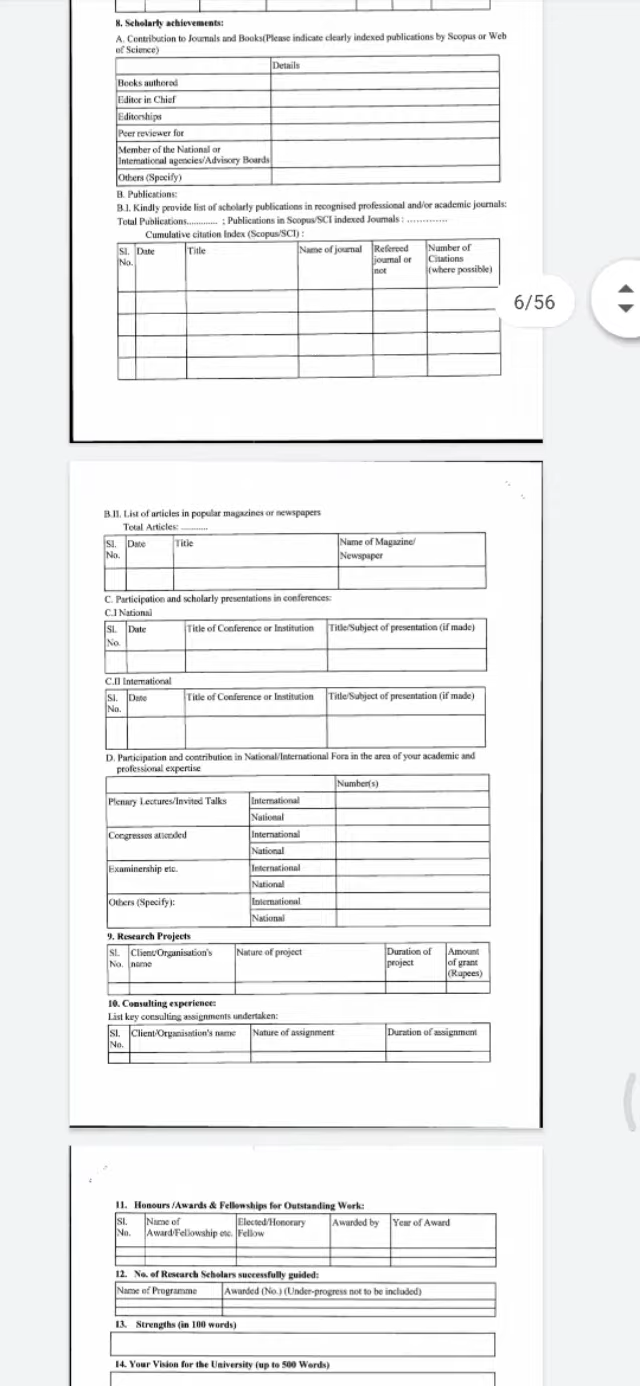 8. Scholarly achievements:
A. Contribution to Journals and Books(Please indicate clearly indexed publications by Scopus or Web
of Science)
Details
Books authored
Editor in Chief
Editorships
Peer reviewer for
Member of the National or
International agencies/Advisory Boards
Others (Specify)
B. Publications:
B.I. Kindly provide list of scholarly publications in recognised professional and/or academic journals:
Total Publications............ ; Publications in Scopus/SCI indexed Journals : ...............
Cumulative citation Index (Scopus/SCI) :
Sl. Date Title Name of journal Refereed Number of
No. journal or Citations
not (where possible)
6/56
B.II. List of articles in popular magazines or newspapers
Total Articles: ..........
Sl. Date Title Name of Magazine/
No. Newspaper
C. Participation and scholarly presentations in conferences:
C.I National
Sl. Date Title of Conference or Institution Title/Subject of presentation (if made)
No.
C.II International
Sl. Date Title of Conference or Institution Title/Subject of presentation (if made)
No.
D. Participation and contribution in National/International Fora in the area of your academic and
professional expertise
Number(s)
Plenary Lectures/Invited Talks International
National
Congresses attended International
National
Examinership etc. International
National
Others (Specify): International
National
9. Research Projects
Sl. Client/Organisation's Nature of project Duration of Amount
No. name project of grant
(Rupees)
10. Consulting experience:
List key consulting assignments undertaken:
Sl. Client/Organisation's name Nature of assignment Duration of assignment
No.
11. Honours /Awards & Fellowships for Outstanding Work:
Sl. Name of Elected/Honorary Awarded by Year of Award
No. Award/Fellowship etc. Fellow
12. No. of Research Scholars successfully guided:
Name of Programme Awarded (No.) (Under-progress not to be included)
13. Strengths (in 100 words)
14. Your Vision for the University (up to 500 Words)